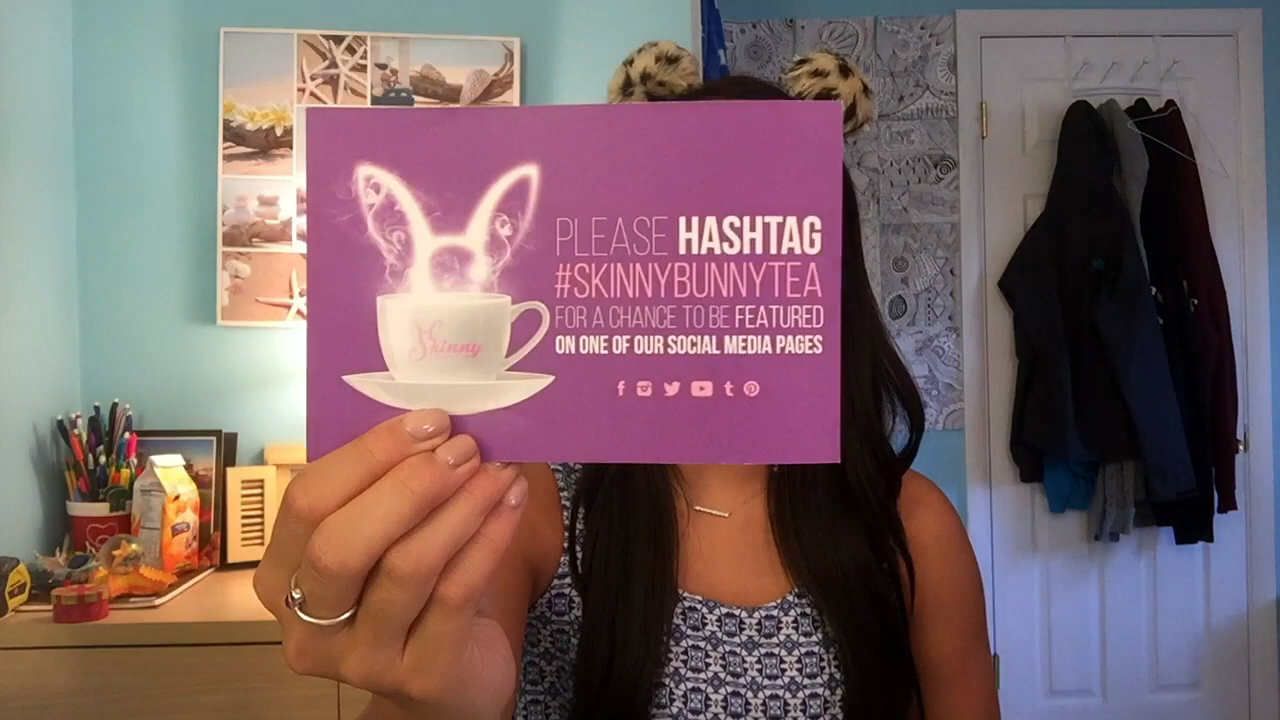 PLEASE HASHTAG
#SKINNYBUNNYTEA
FOR A CHANCE TO BE FEATURED
ON ONE OF OUR SOCIAL MEDIA PAGES
Skinny